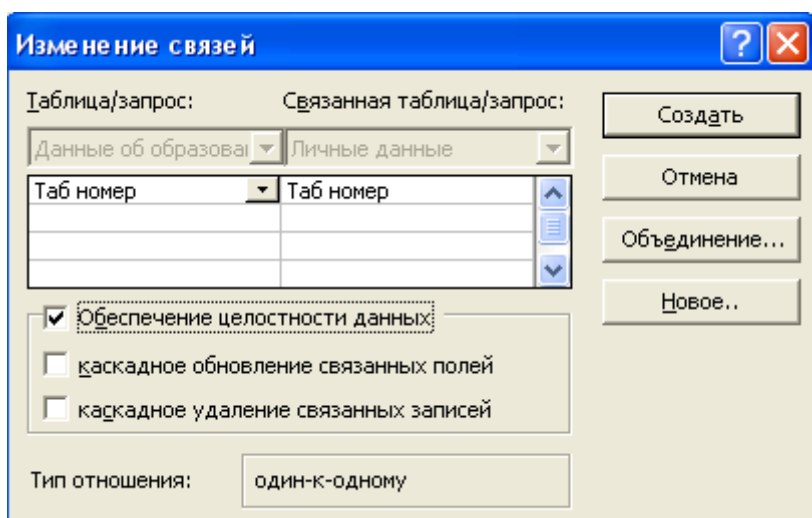 Изменение связей
Таблица/запрос: Связанная таблица/запрос:
Создать
Данные об образова Личные данные
Таб номер Таб номер
Отмена
Объединение...
Новое..
Обеспечение целостности данных
каскадное обновление связанных полей
каскадное удаление связанных записей
Тип отношения: один-к-одному